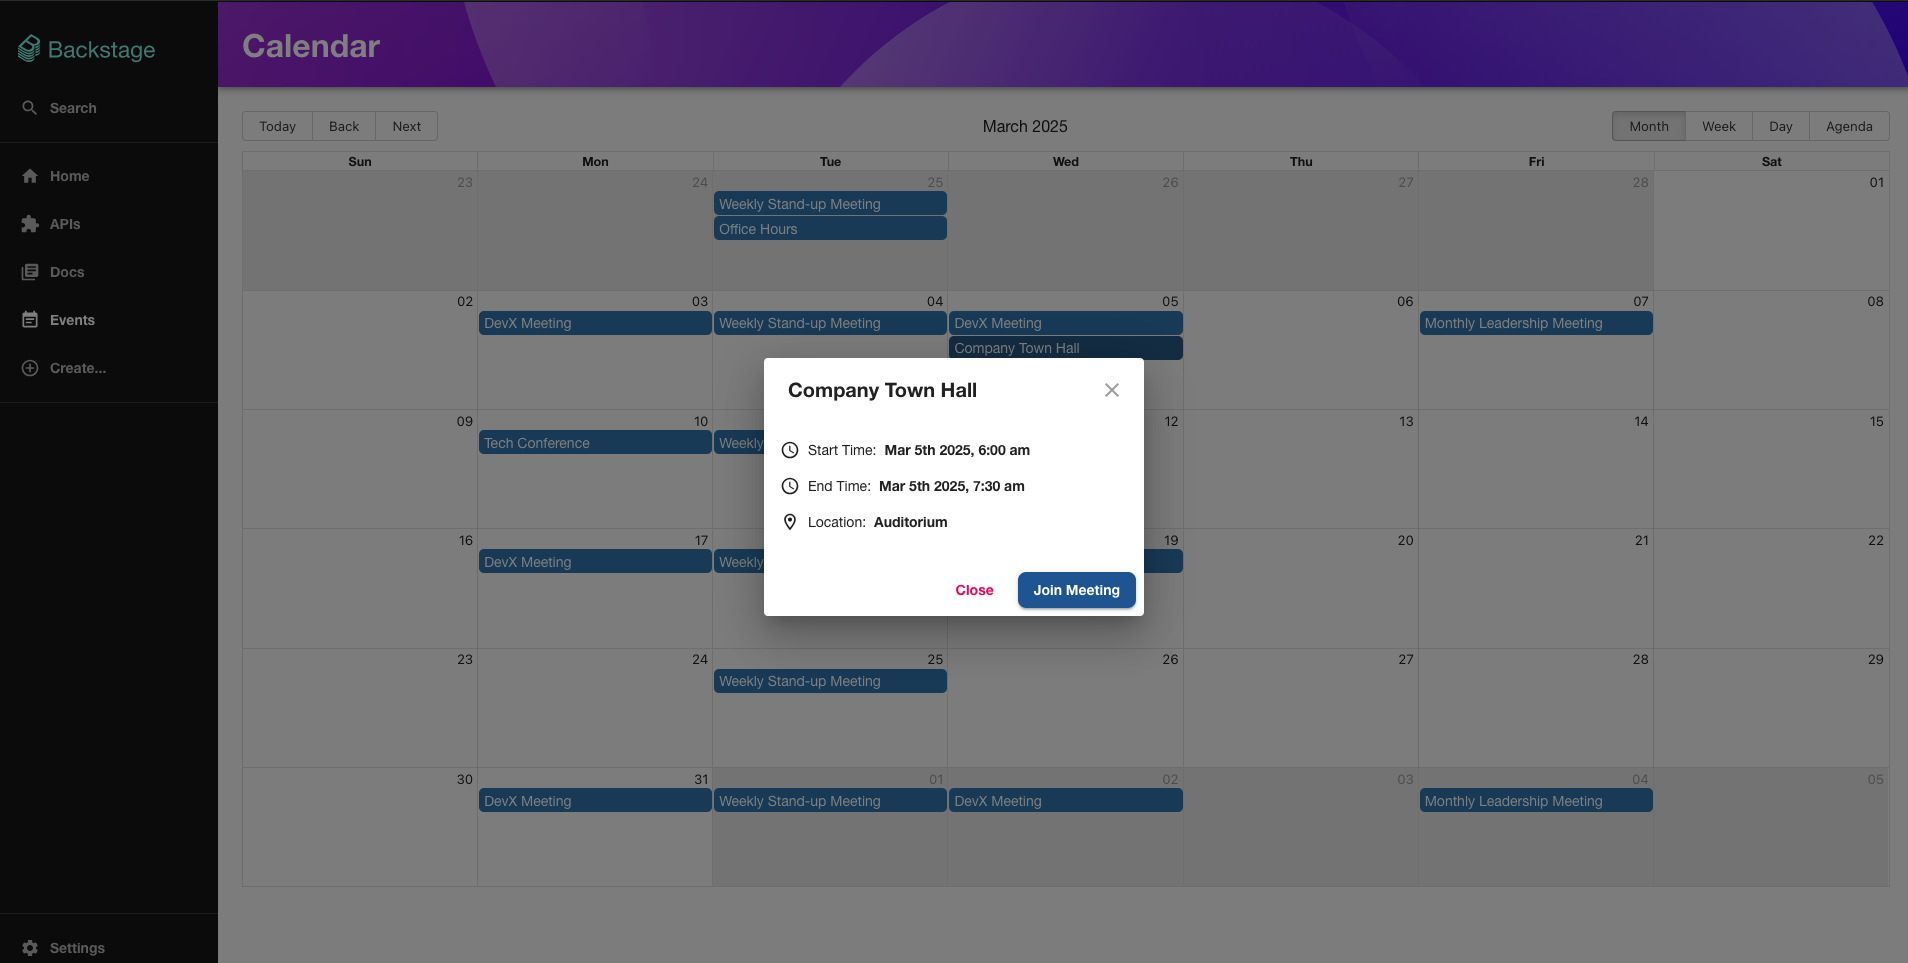 Backstage
Search
Home
APIs
Docs
Events
Create...
Settings
Calendar
Today Back Next
March 2025
Month Week Day Agenda
Sun Mon Tue Wed Thu Fri Sat
23 24 25 26 27 28 01
Weekly Stand-up Meeting
Office Hours
02 03 04 05 06 07 08
DevX Meeting Weekly Stand-up Meeting DevX Meeting Monthly Leadership Meeting
Company Town Hall
09 10 12 13 14 15
Tech Conference Weekly
16 17 19 20 21 22
DevX Meeting Weekly
23 24 25 26 27 28 29
Weekly Stand-up Meeting
30 31 01 02 03 04 05
DevX Meeting Weekly Stand-up Meeting DevX Meeting Monthly Leadership Meeting
Company Town Hall
Start Time: Mar 5th 2025, 6:00 am
End Time: Mar 5th 2025, 7:30 am
Location: Auditorium
Close Join Meeting